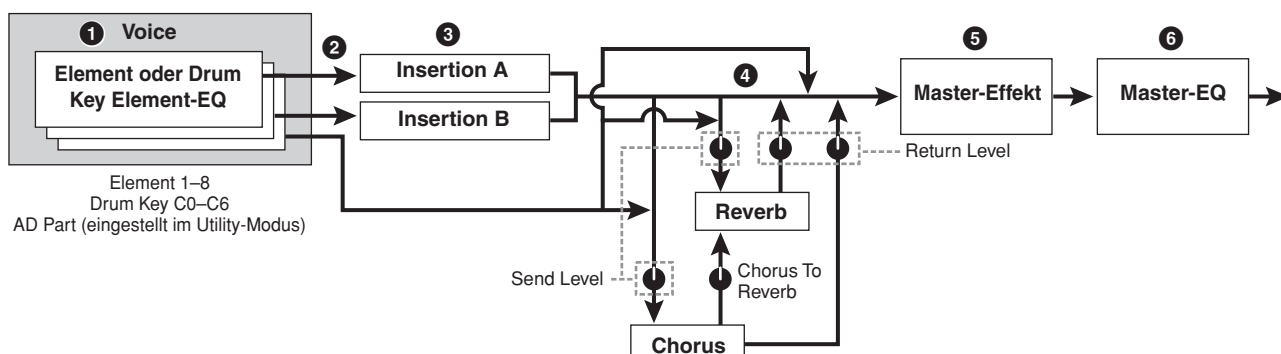 1 Voice
Element oder Drum
Key Element-EQ
2
3
Insertion A
Insertion B
4
5
Master-Effekt
6
Master-EQ
Return Level
Element 1–8
Drum Key C0–C6
AD Part (eingestellt im Utility-Modus)
Reverb
Send Level
Chorus To
Reverb
Chorus